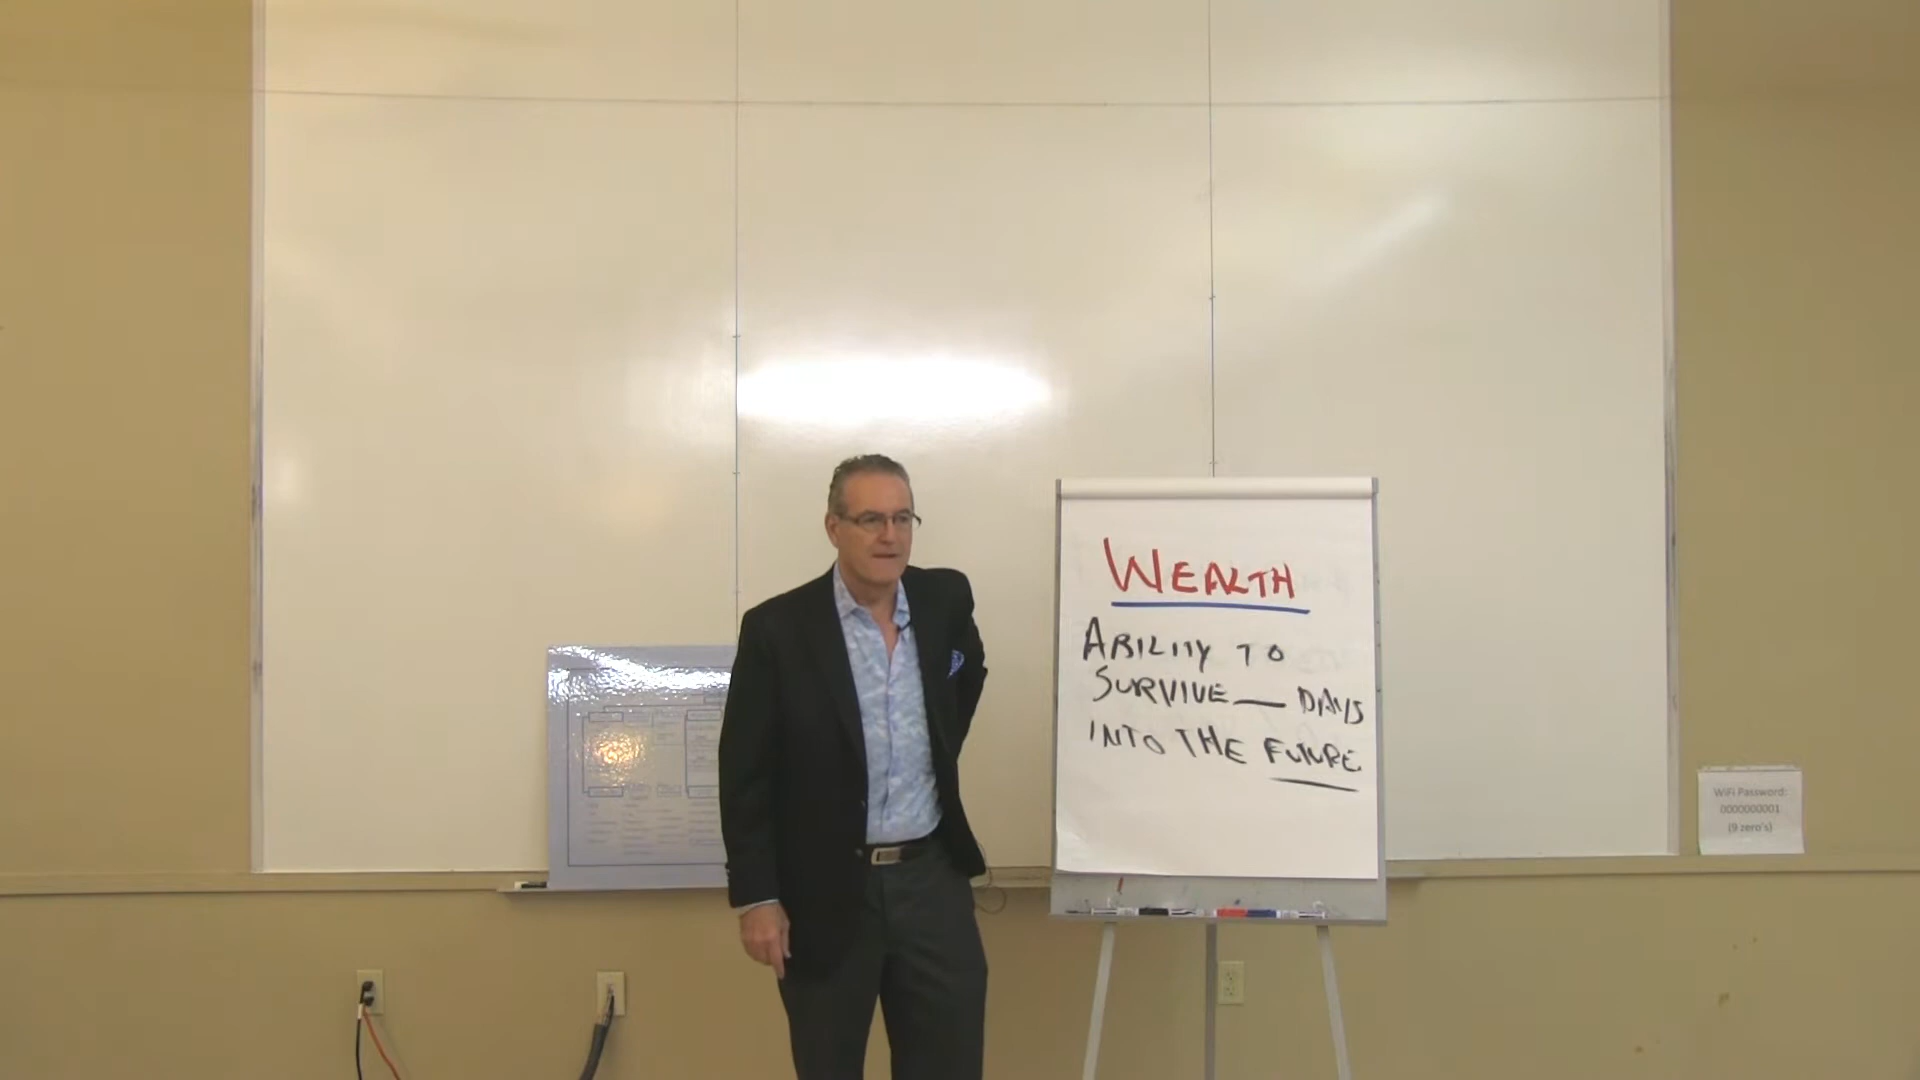 WEALTH
ABILITY TO
SURVIVE __ DAYS
INTO THE FUTURE
WiFi Password:
0000000001
(9 zero's)